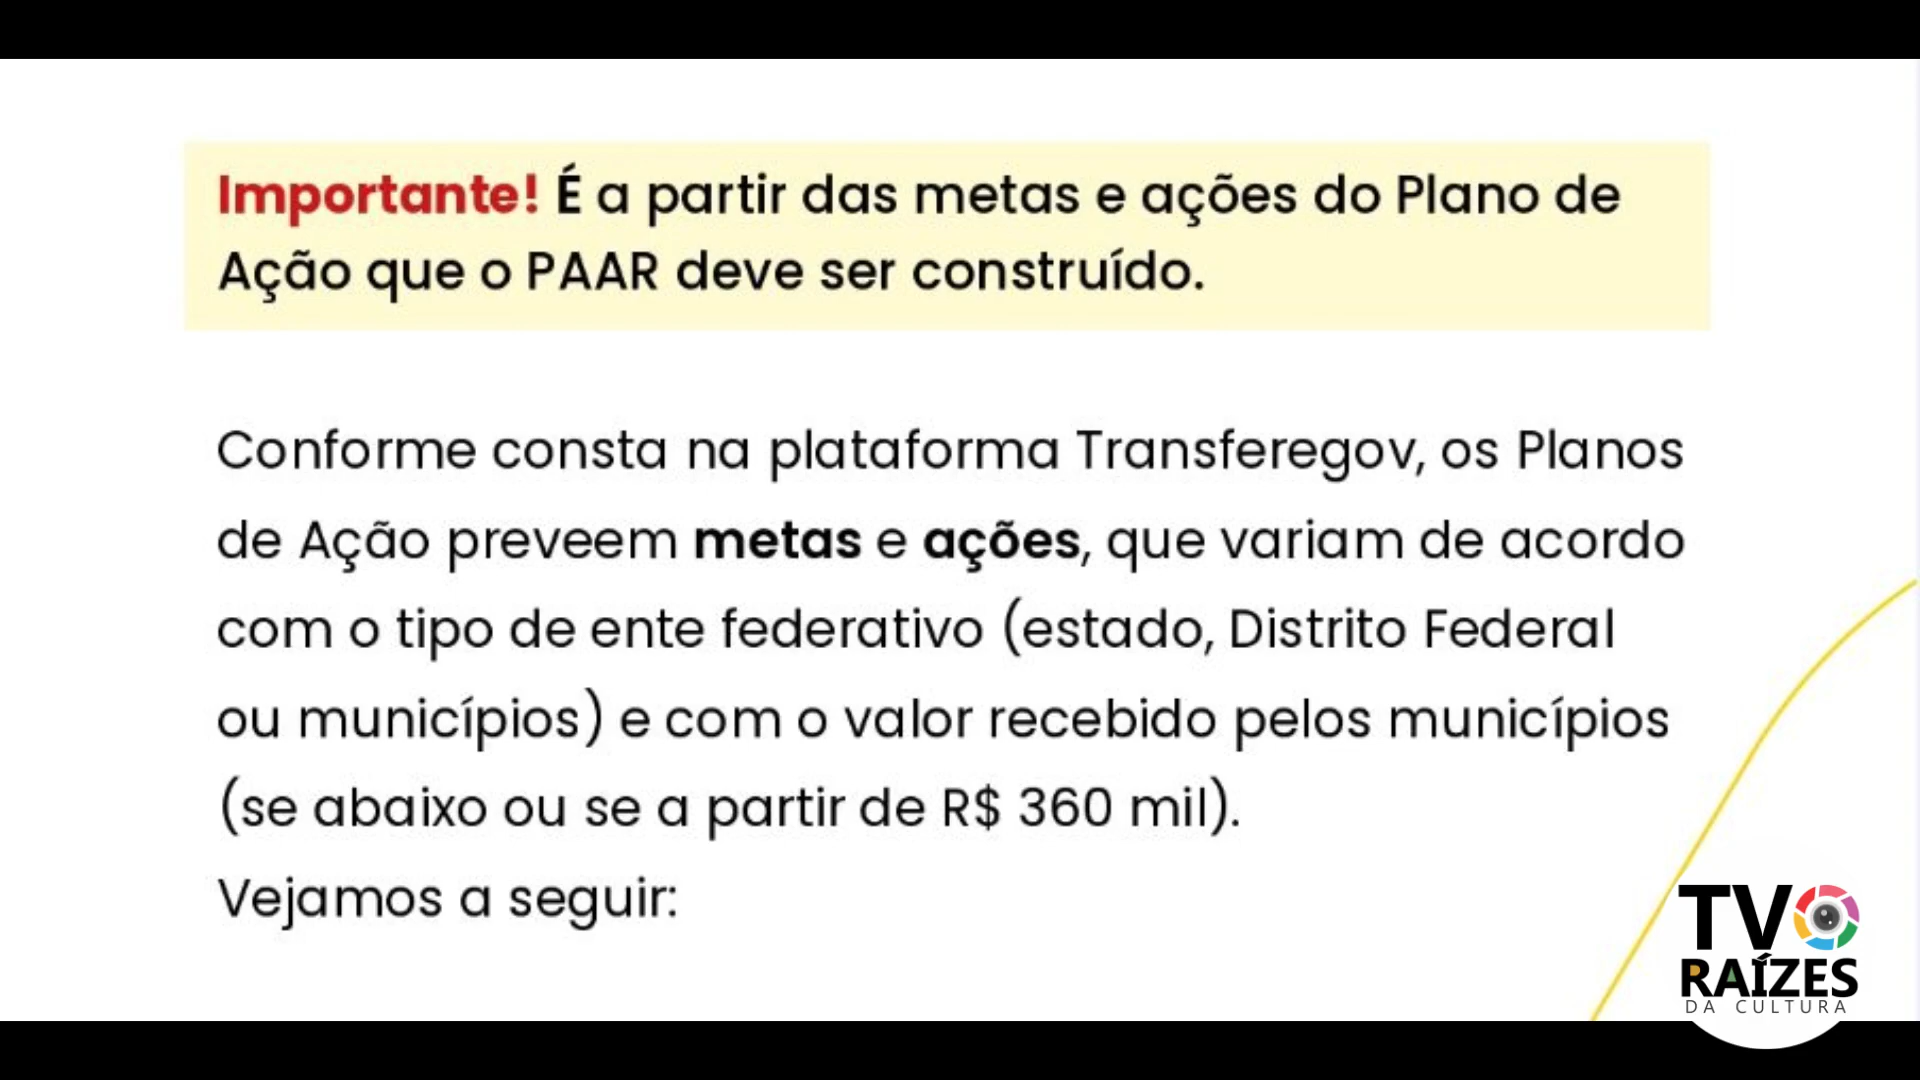 Importante! É a partir das metas e ações do Plano de
Ação que o PAAR deve ser construído.
Conforme consta na plataforma Transferegov, os Planos
de Ação preveem metas e ações, que variam de acordo
com o tipo de ente federativo (estado, Distrito Federal
ou municípios) e com o valor recebido pelos municípios
(se abaixo ou se a partir de R$ 360 mil).
Vejamos a seguir:
TV
RAÍZES
DA CULTURA